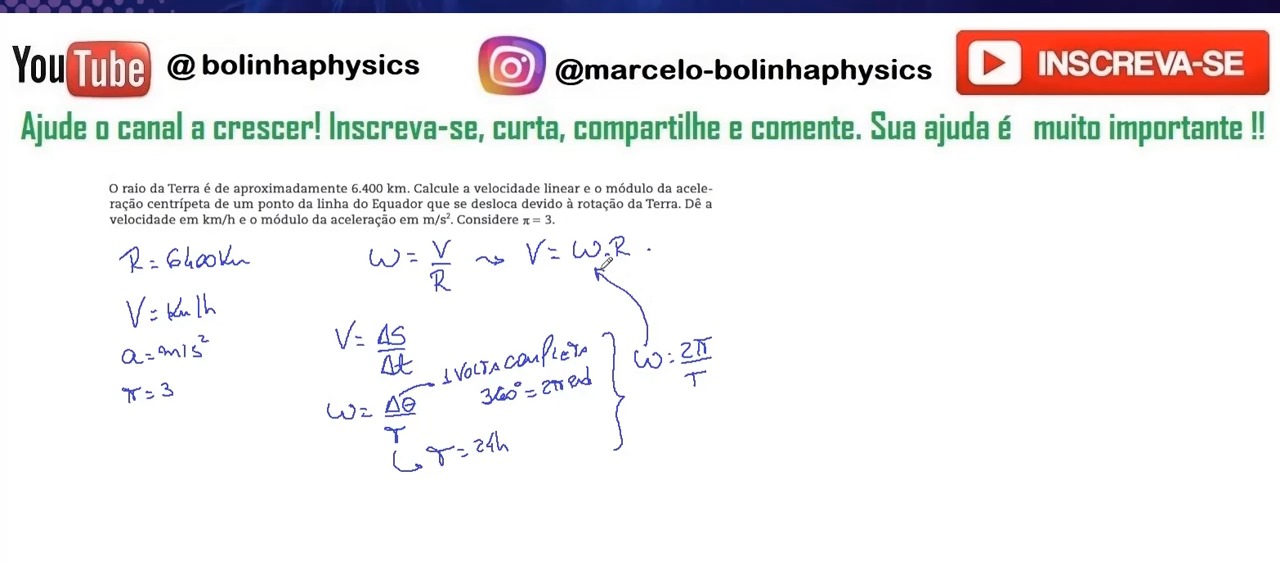 YouTube @bolinhaphysics @marcelo-bolinhaphysics INSCREVA-SE
Ajude o canal a crescer! Inscreva-se, curta, compartilhe e comente. Sua ajuda é muito importante !!
O raio da Terra é de aproximadamente 6.400 km. Calcule a velocidade linear e o módulo da acele-
ração centrípeta de um ponto da linha do Equador que se desloca devido à rotação da Terra. Dê a
velocidade em km/h e o módulo da aceleração em m/s². Considere π = 3.
R = 6400 Km
V = Km/h
a = m/s²
π = 3
ω = V/R → V = ω.R
V = ΔS/Δt
ω = Δθ/T
1 VOLTA COMPLETA
360° = 2π rad
T = 24h
ω = 2π/T